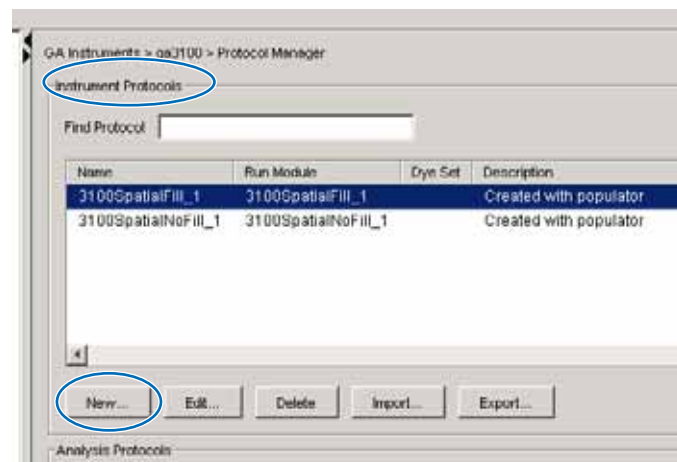 GA Instruments > ga3100 > Protocol Manager
Instrument Protocols
Find Protocol
Name Run Module Dye Set Description
3100SpatialFill_1 3100SpatialFill_1 Created with populator
3100SpatialNoFill_1 3100SpatialNoFill_1 Created with populator
New... Edit... Delete Import... Export...
Analysis Protocols